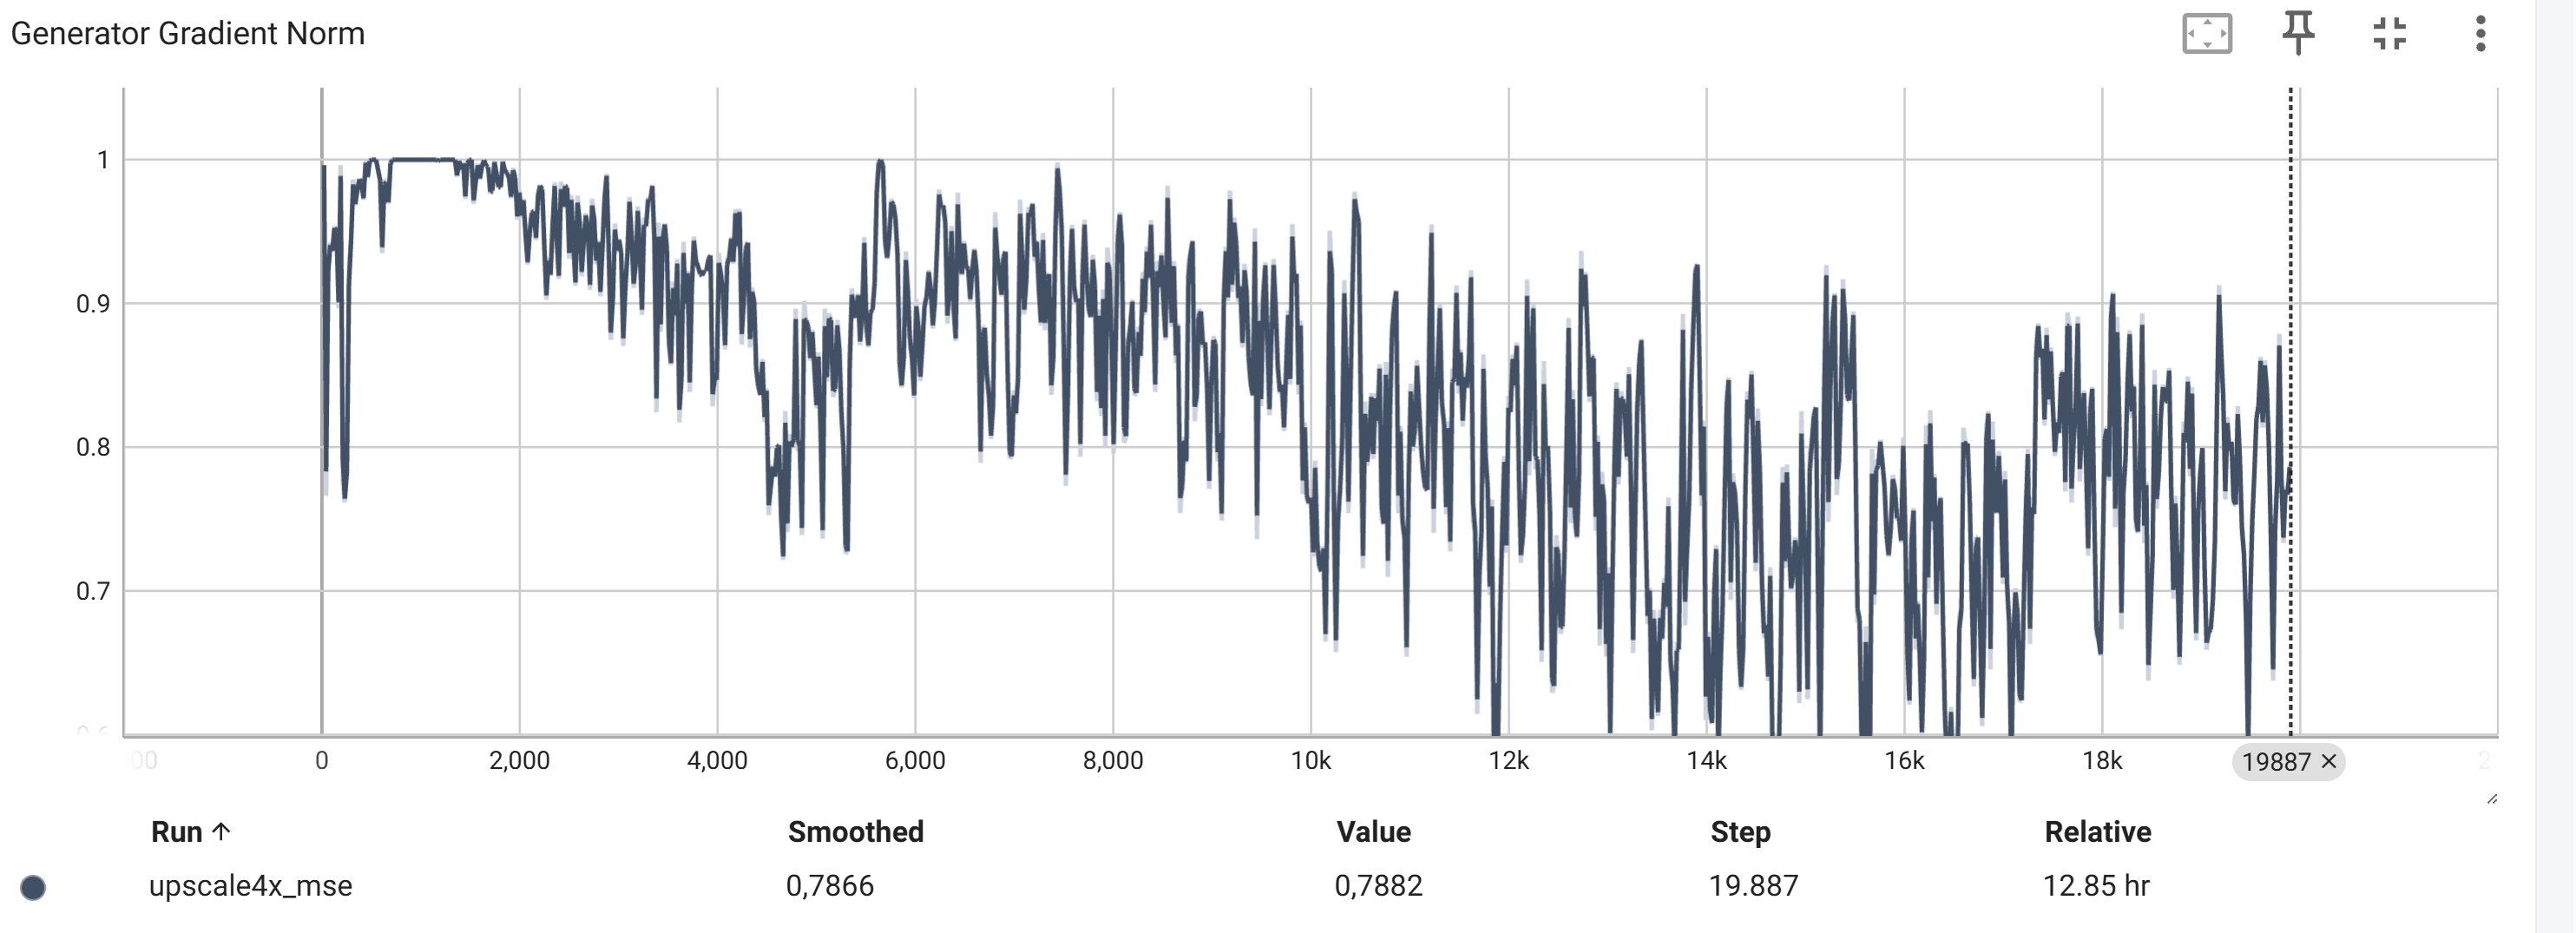 Generator Gradient Norm
1
0.9
0.8
0.7
0.6
0 2,000 4,000 6,000 8,000 10k 12k 14k 16k 18k 19887 ×
Run ↑ Smoothed Value Step Relative
upscale4x_mse 0,7866 0,7882 19.887 12.85 hr